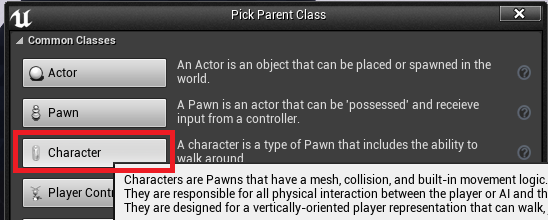 Pick Parent Class
Common Classes
Actor
An Actor is an object that can be placed or spawned in the
world.
Pawn
A Pawn is an actor that can be 'possessed' and receieve
input from a controller.
Character
A character is a type of Pawn that includes the ability to
walk around.
Player Contr
Characters are Pawns that have a mesh, collision, and built-in movement logic.
They are responsible for all physical interaction between the player or AI and th
They are designed for a vertically-oriented player representation that can walk,